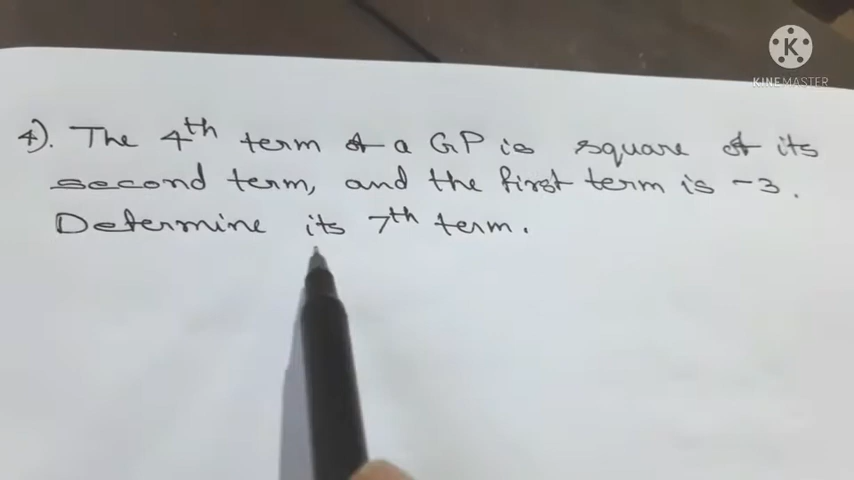 K
KINEMASTER
4). The 4th term of a GP is square of its
second term, and the first term is -3.
Determine its 7th term.